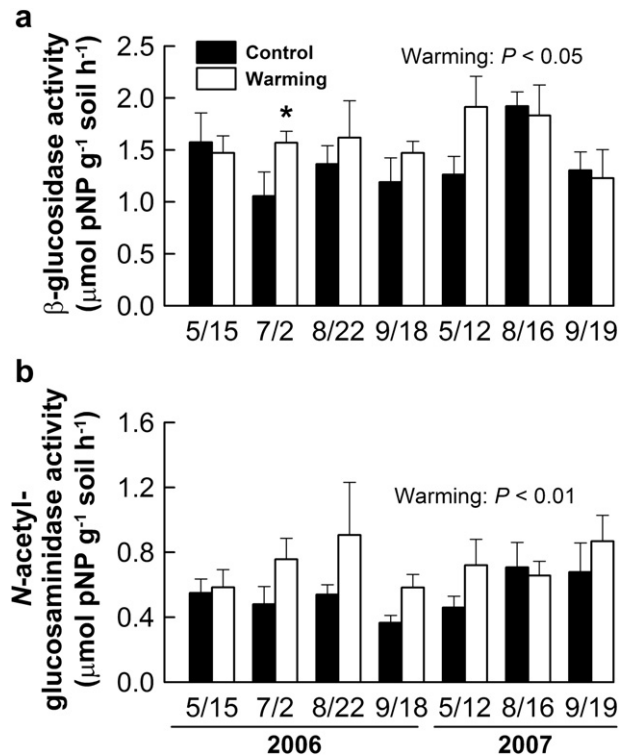 a
β-glucosidase activity
(μmol pNP g⁻¹ soil h⁻¹)
2.5
2.0
1.5
1.0
0.5
0.0
Control
Warming
Warming: P < 0.05
*
5/15 7/2 8/22 9/18 5/12 8/16 9/19
b
N-acetyl-
glucosaminidase activity
(μmol pNP g⁻¹ soil h⁻¹)
1.6
1.2
0.8
0.4
0.0
Warming: P < 0.01
5/15 7/2 8/22 9/18 5/12 8/16 9/19
2006 2007